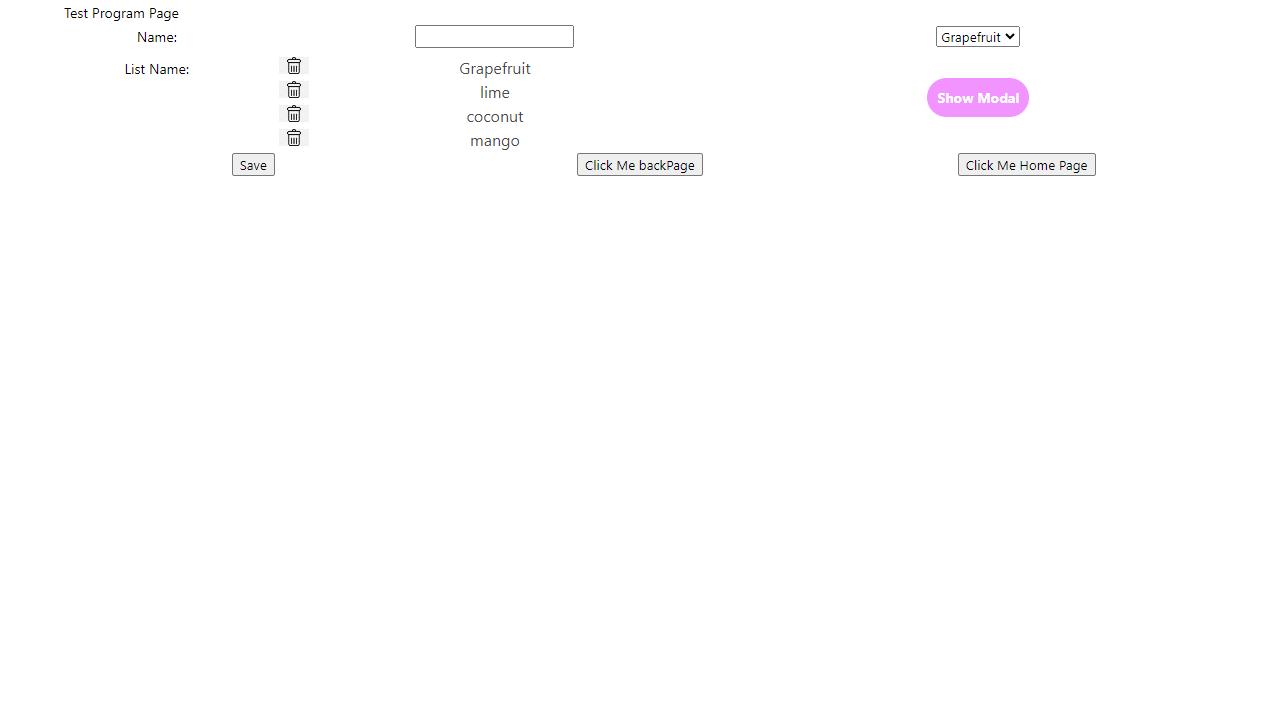 Test Program Page
Name: Grapefruit
List Name: Grapefruit
lime
Show Modal
coconut
mango
Save Click Me backPage Click Me Home Page